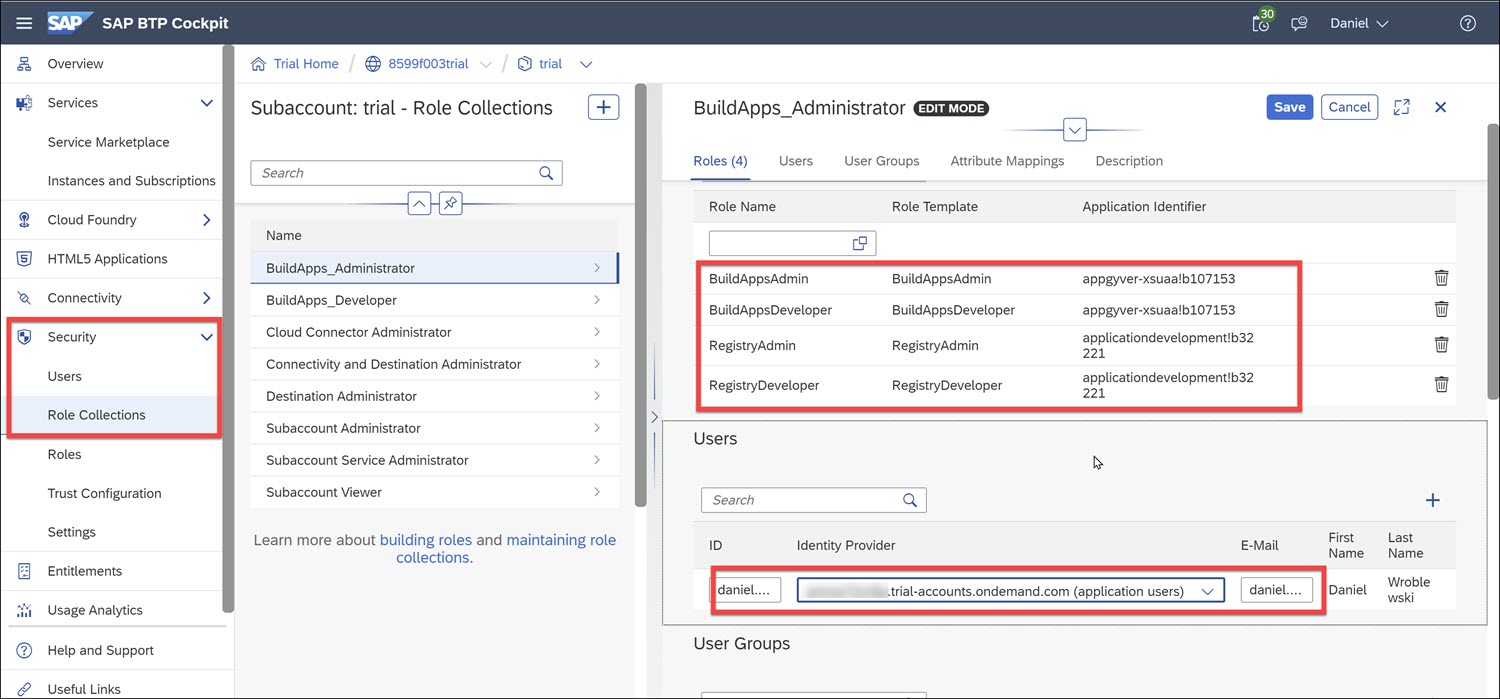 SAP SAP BTP Cockpit
30
Daniel
Overview
Services
Service Marketplace
Instances and Subscriptions
Cloud Foundry
HTML5 Applications
Connectivity
Security
Users
Role Collections
Roles
Trust Configuration
Settings
Entitlements
Usage Analytics
Help and Support
Useful Links
Trial Home / 8599f003trial / trial
Subaccount: trial - Role Collections
Search
Name
BuildApps_Administrator
BuildApps_Developer
Cloud Connector Administrator
Connectivity and Destination Administrator
Destination Administrator
Subaccount Administrator
Subaccount Service Administrator
Subaccount Viewer
Learn more about building roles and maintaining role
collections.
BuildApps_Administrator EDIT MODE
Save Cancel
Roles (4) Users User Groups Attribute Mappings Description
Role Name Role Template Application Identifier
BuildAppsAdmin BuildAppsAdmin appgyver-xsuaa!b107153
BuildAppsDeveloper BuildAppsDeveloper appgyver-xsuaa!b107153
RegistryAdmin RegistryAdmin applicationdevelopment!b32
221
RegistryDeveloper RegistryDeveloper applicationdevelopment!b32
221
Users
Search
ID Identity Provider E-Mail First Name Last Name
daniel.... .trial-accounts.ondemand.com (application users) daniel.... Daniel Wroble
wski
User Groups